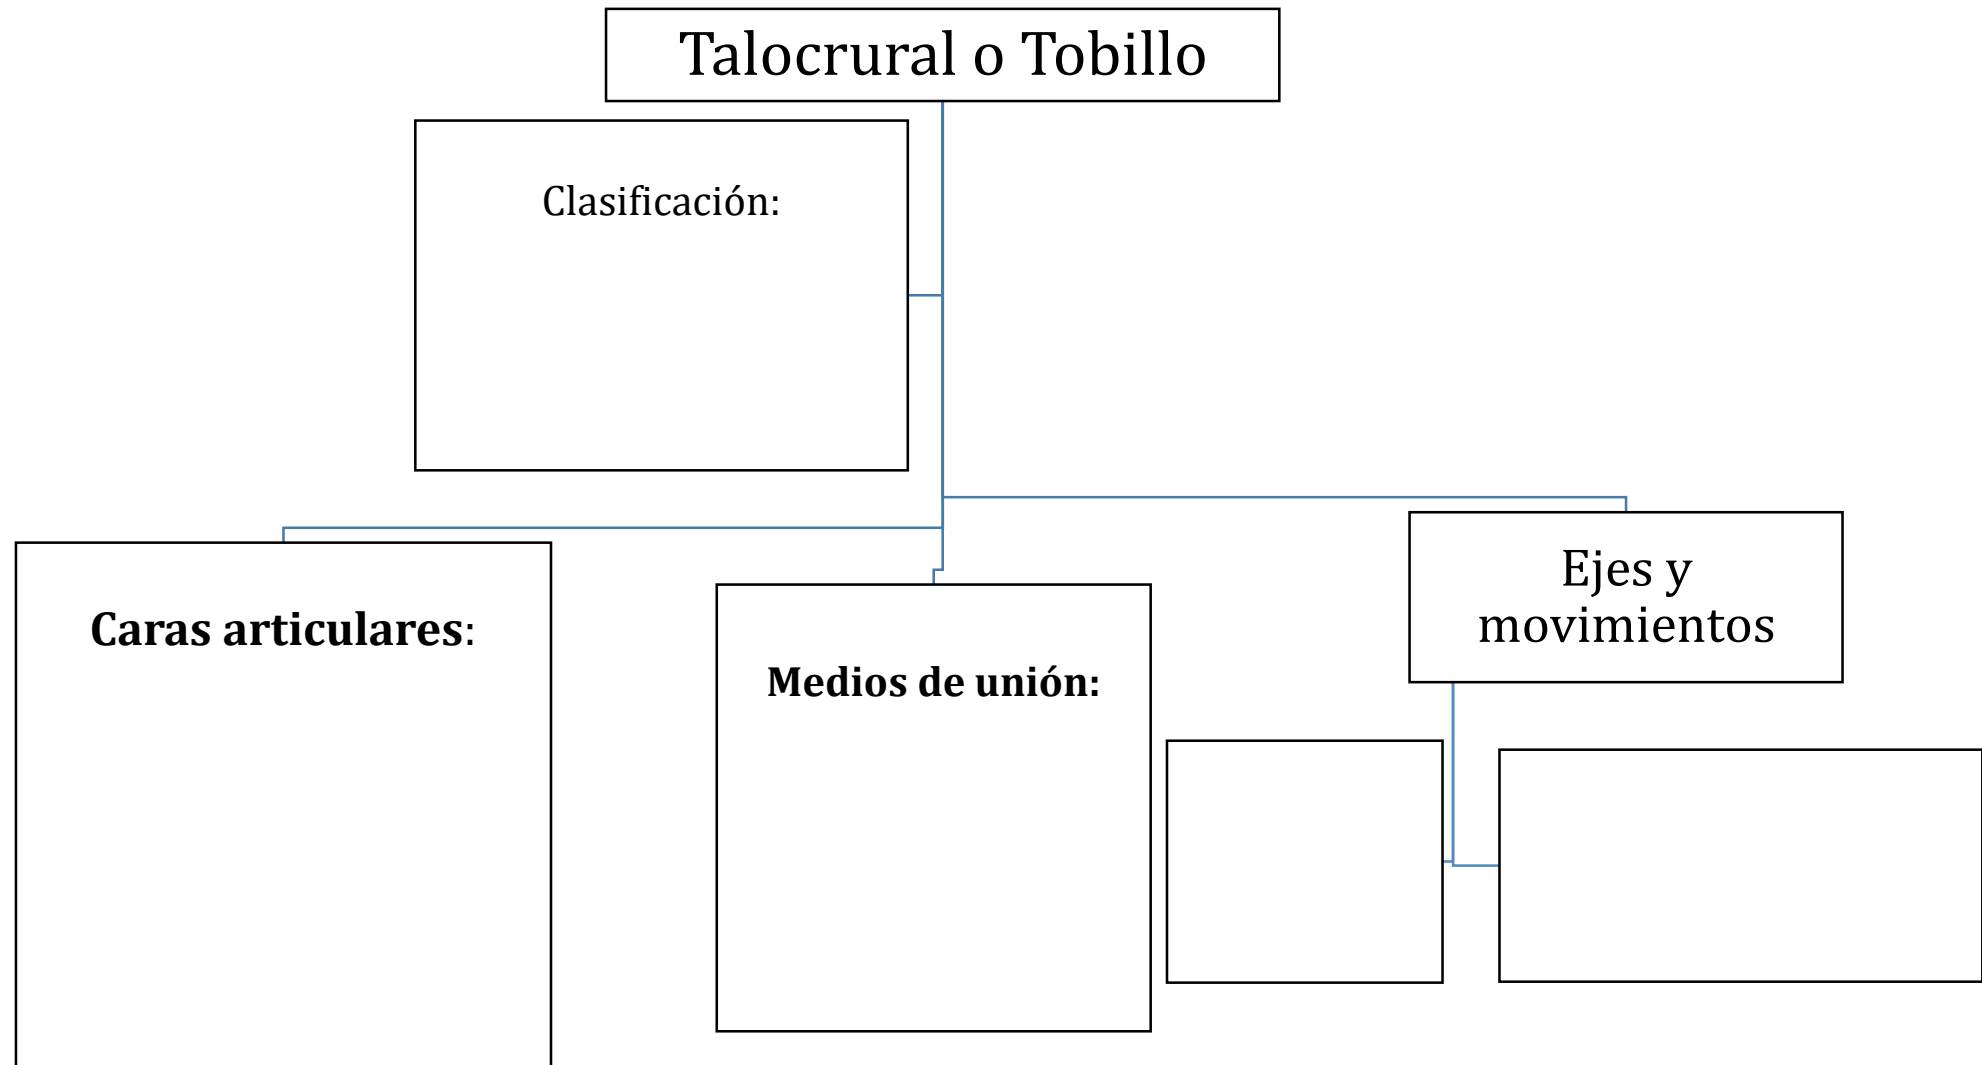 Talocrural o Tobillo
Clasificación:
Caras articulares:
Medios de unión:
Ejes y
movimientos